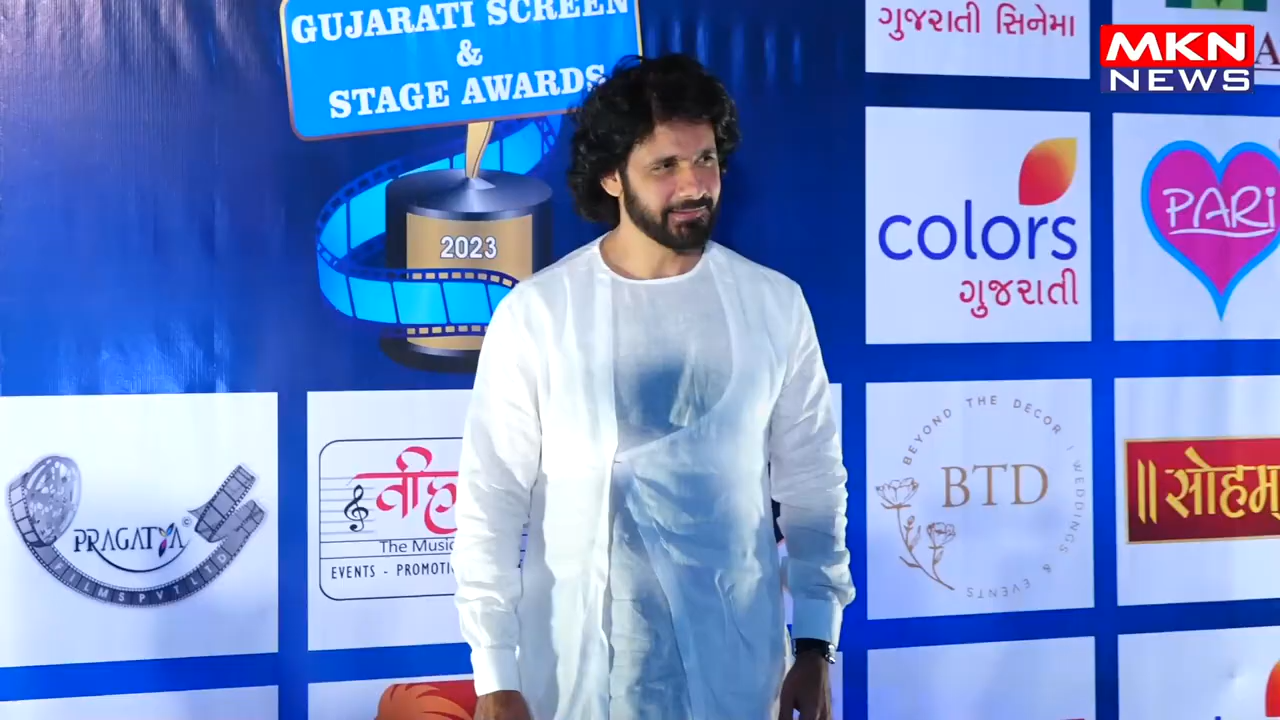 GUJARATI SCREEN
&
STAGE AWARDS
2023
ગુજરાતી સિનેમા
MKN
NEWS
colors
ગુજરાતી
PARi
PRAGATYA
FILMS PVT LTD
The Music
EVENTS - PROMOTI
BEYOND THE DECOR | WEDDINGS & EVENTS
BTD
॥ सोहम